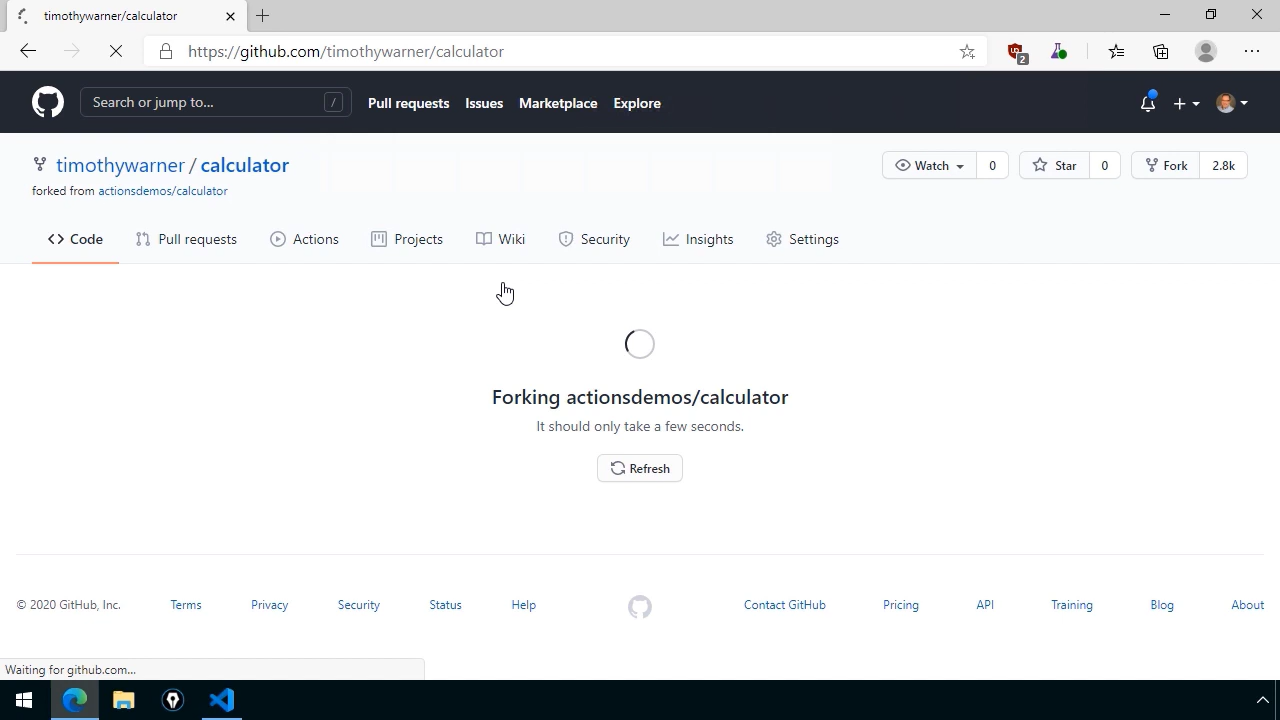 timothywarner/calculator
https://github.com/timothywarner/calculator
2
Search or jump to...
/
Pull requests
Issues
Marketplace
Explore
timothywarner / calculator
forked from actionsdemos/calculator
Watch
0
Star
0
Fork
2.8k
Code
Pull requests
Actions
Projects
Wiki
Security
Insights
Settings
Forking actionsdemos/calculator
It should only take a few seconds.
Refresh
© 2020 GitHub, Inc.
Terms
Privacy
Security
Status
Help
Contact GitHub
Pricing
API
Training
Blog
About
Waiting for github.com...